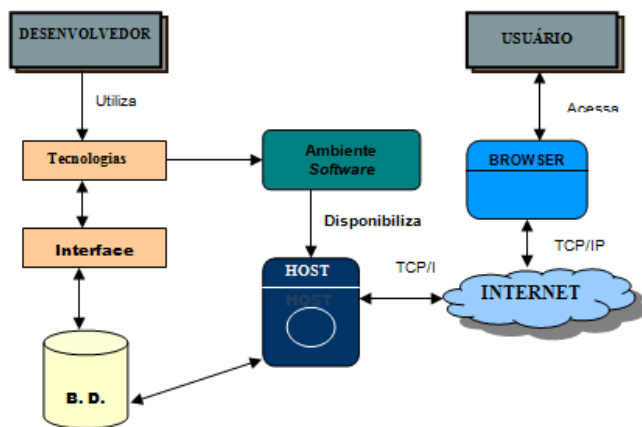 DESENVOLVEDOR
USUÁRIO
Utiliza
Acessa
Tecnologias
Ambiente
Software
BROWSER
Disponibiliza
Interface
TCP/IP
HOST
TCP/I
INTERNET
HOST
B. D.